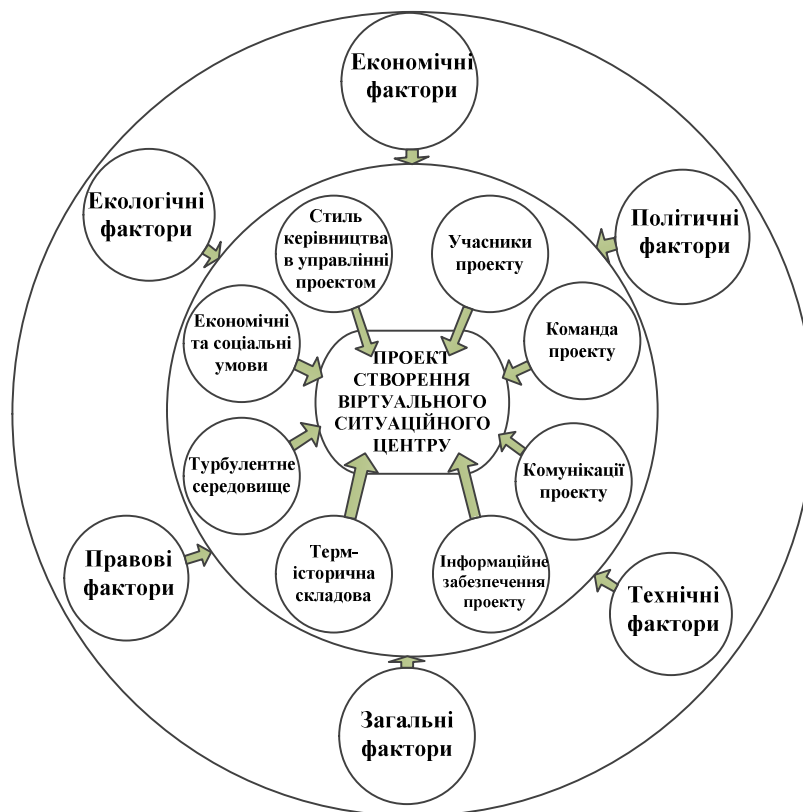 Економічні
фактори
Екологічні
фактори
Політичні
фактори
Стиль
керівництва
в управлінні
проектом
Учасники
проекту
Економічні
та соціальні
умови
Команда
проекту
ПРОЕКТ
СТВОРЕННЯ
ВІРТУАЛЬНОГО
СИТУАЦІЙНОГО
ЦЕНТРУ
Турбулентне
середовище
Комунікації
проекту
Терм-
історична
складова
Інформаційне
забезпечення
проекту
Правові
фактори
Технічні
фактори
Загальні
фактори